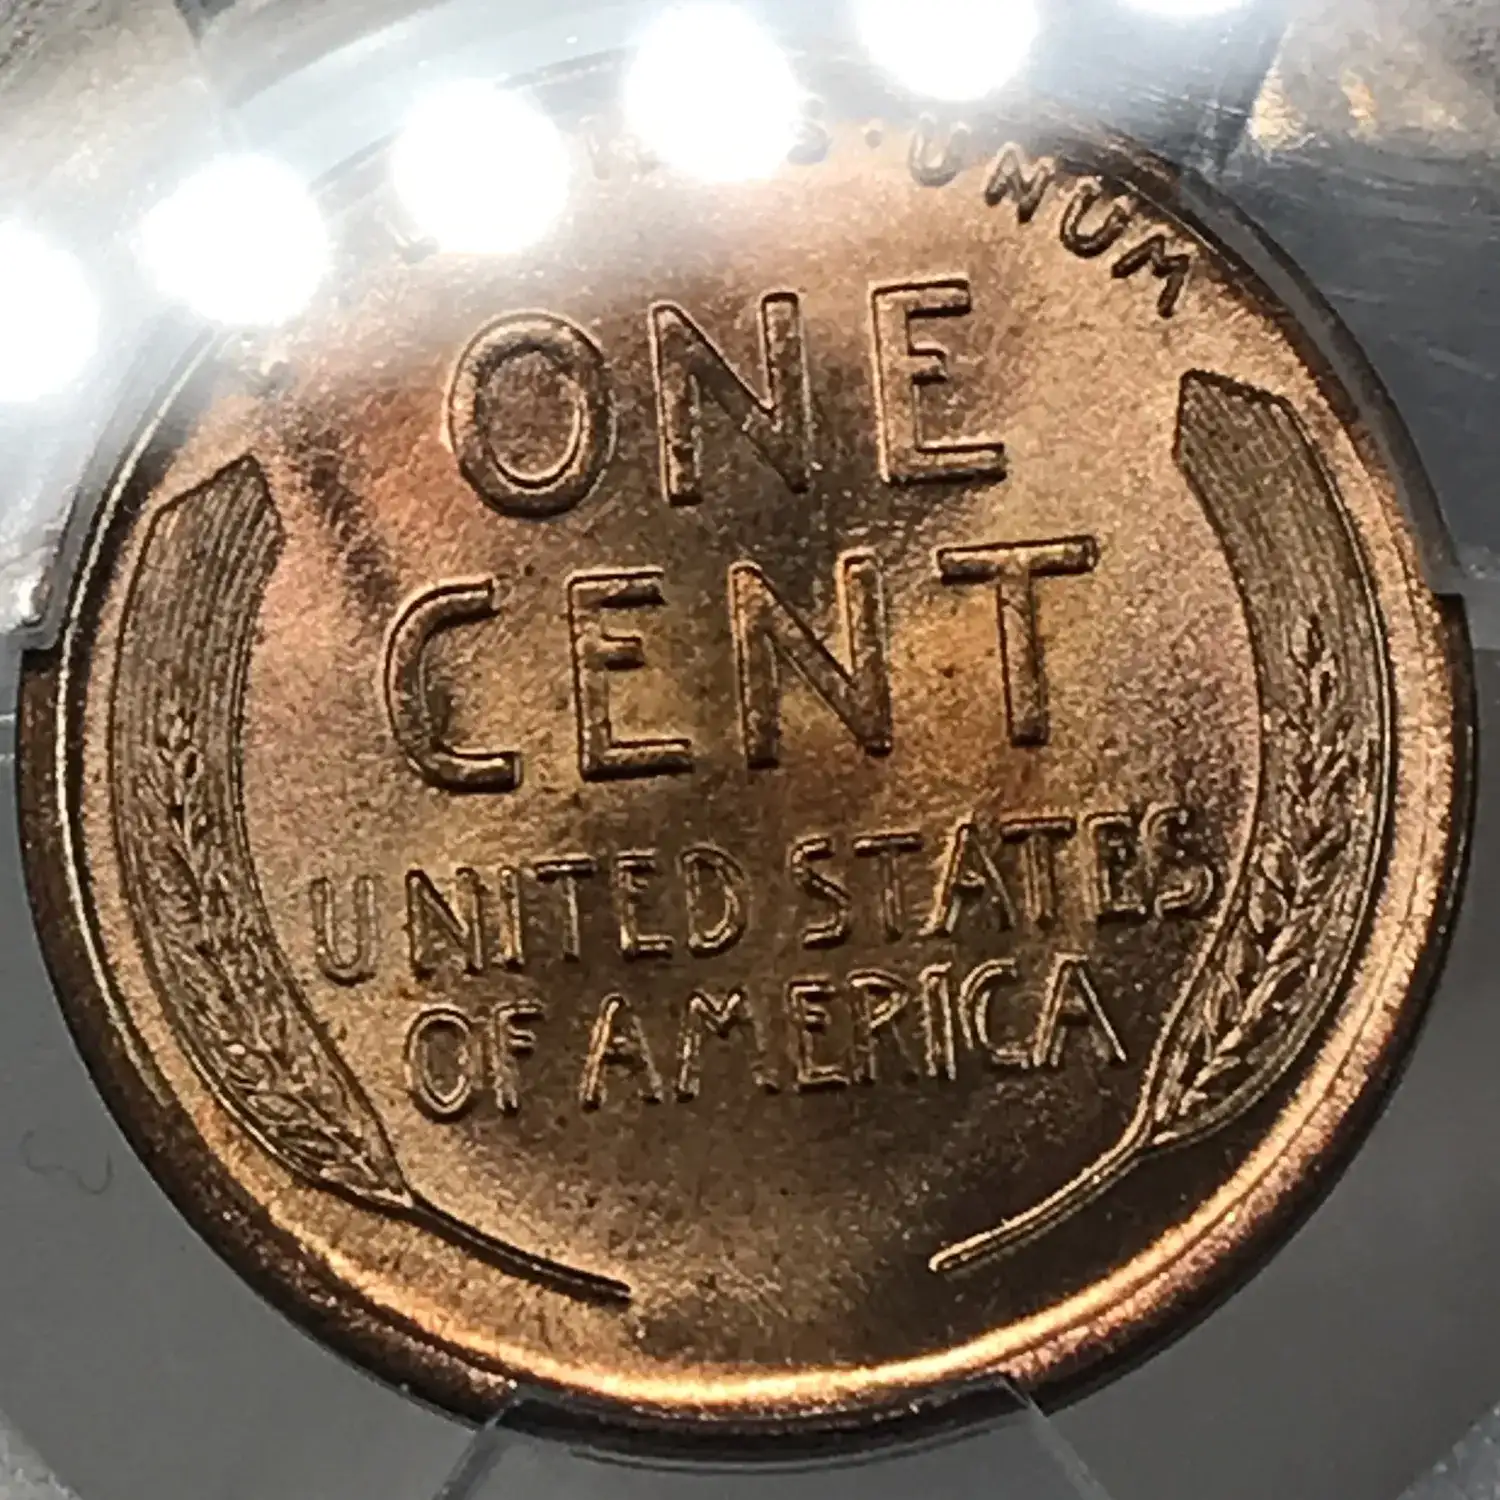 UNUM
ONE
CENT
UNITED STATES
OF AMERICA